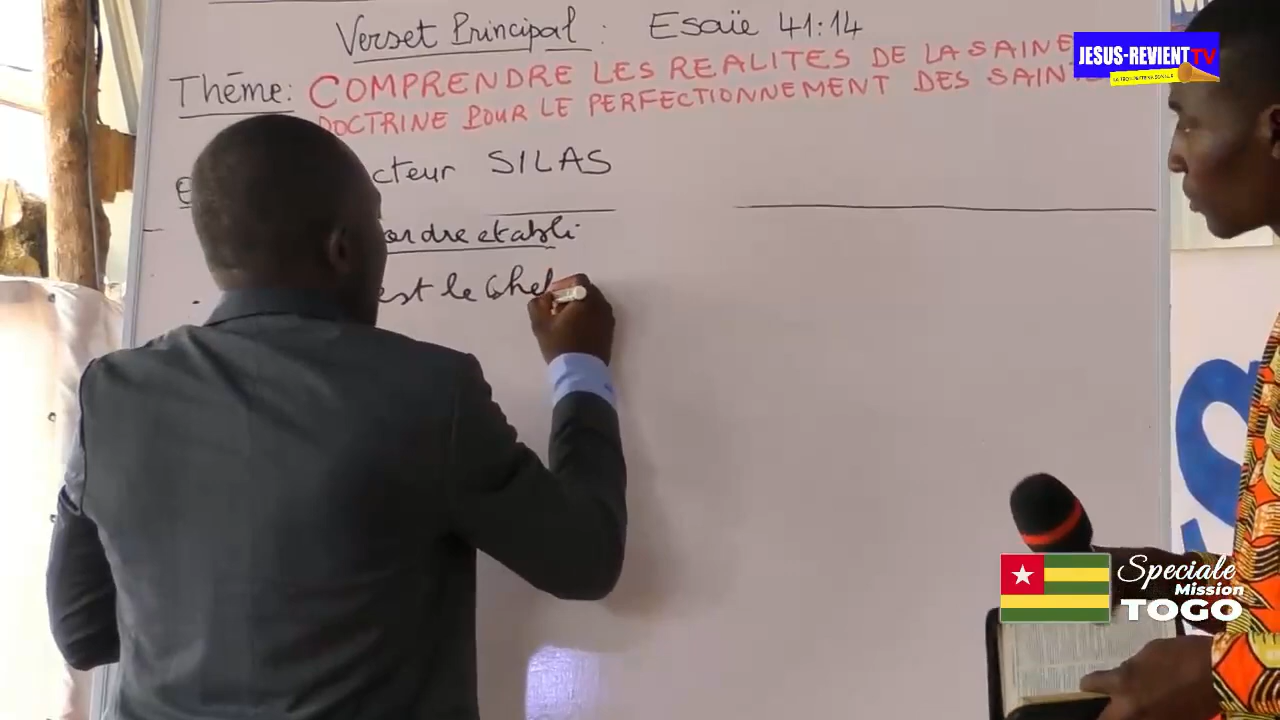 Verset Principal : Esaïe 41:14
Thème: COMPRENDRE LES REALITES DE LA SAINE
DOCTRINE POUR LE PERFECTIONNEMENT DES SAINTS
cteur SILAS
ordre etabli
est le Chef
JESUS-REVIENT TV
Speciale
Mission
TOGO